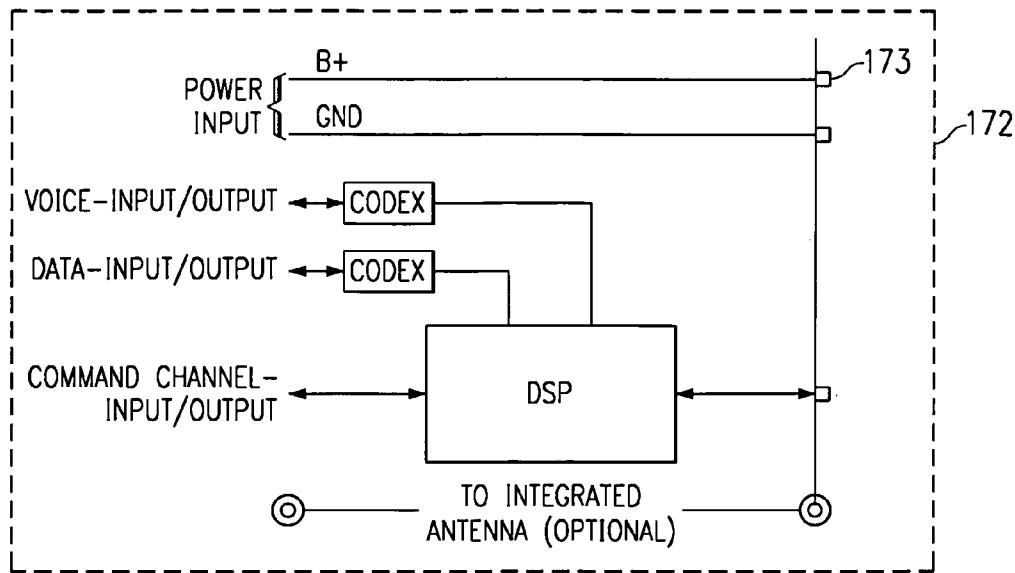 B+
173
POWER
INPUT
GND
172
VOICE-INPUT/OUTPUT
CODEX
DATA-INPUT/OUTPUT
CODEX
COMMAND CHANNEL-
INPUT/OUTPUT
DSP
TO INTEGRATED
ANTENNA (OPTIONAL)